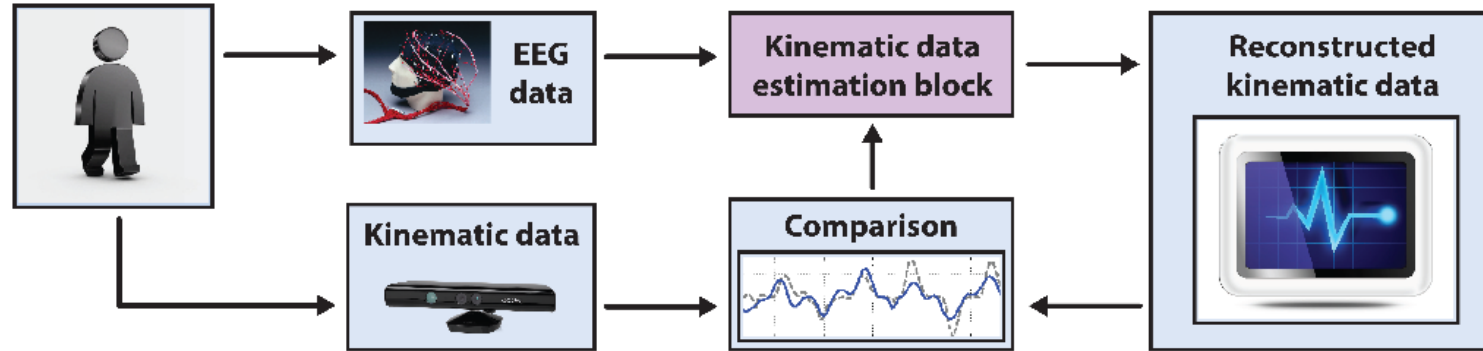 EEG
data
Kinematic data
estimation block
Reconstructed
kinematic data
Kinematic data
Comparison